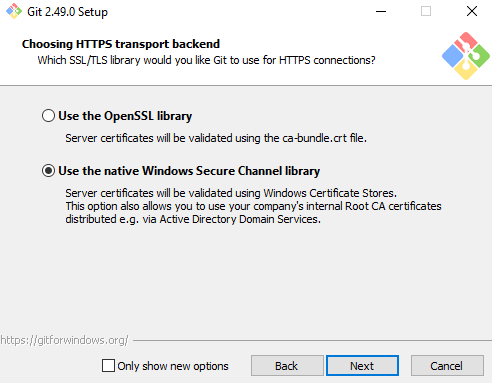 Git 2.49.0 Setup
Choosing HTTPS transport backend
Which SSL/TLS library would you like Git to use for HTTPS connections?
Use the OpenSSL library
Server certificates will be validated using the ca-bundle.crt file.
Use the native Windows Secure Channel library
Server certificates will be validated using Windows Certificate Stores.
This option also allows you to use your company's internal Root CA certificates
distributed e.g. via Active Directory Domain Services.
https://gitforwindows.org/
Only show new options
Back
Next
Cancel